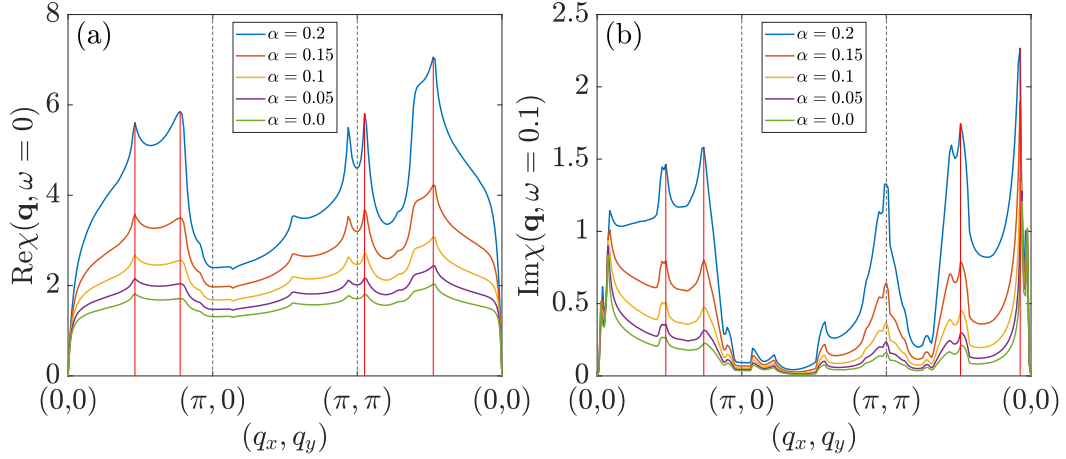 (a)
Reχ(q, ω = 0)
8
6
4
2
0
α = 0.2
α = 0.15
α = 0.1
α = 0.05
α = 0.0
(0,0)
(π, 0)
(π, π)
(0,0)
(q_x, q_y)
(b)
Imχ(q, ω = 0.1)
2.5
2
1.5
1
0.5
0
α = 0.2
α = 0.15
α = 0.1
α = 0.05
α = 0.0
(0,0)
(π, 0)
(π, π)
(0,0)
(q_x, q_y)